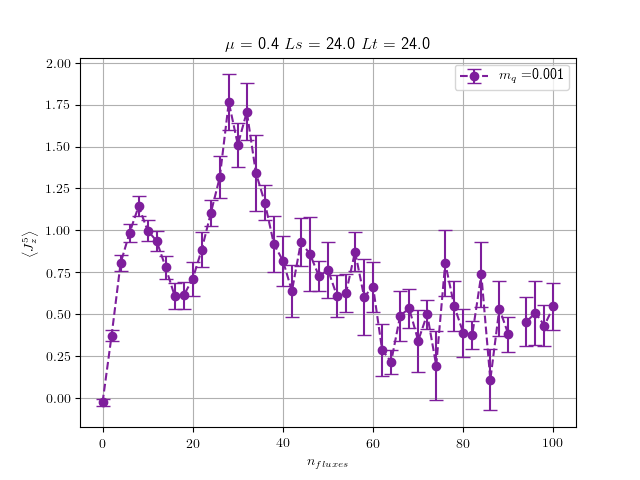 μ = 0.4 Ls = 24.0 Lt = 24.0
m_q =0.001
2.00
1.75
1.50
1.25
1.00
0.75
0.50
0.25
0.00
⟨J_z^5⟩
0 20 40 60 80 100
n_fluxes